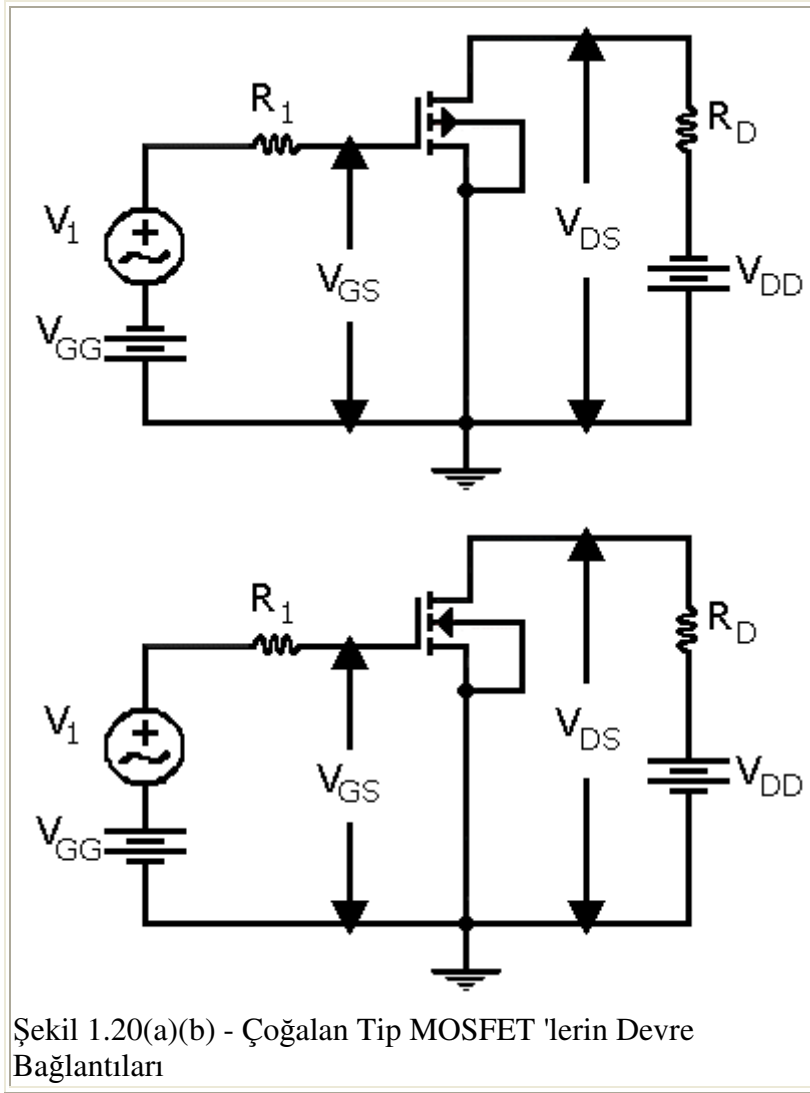 R1
V1
+
VGG
VGS
VDS
RD
VDD
R1
V1
+
VGG
VGS
VDS
RD
VDD
Şekil 1.20(a)(b) - Çoğalan Tip MOSFET 'lerin Devre
Bağlantıları